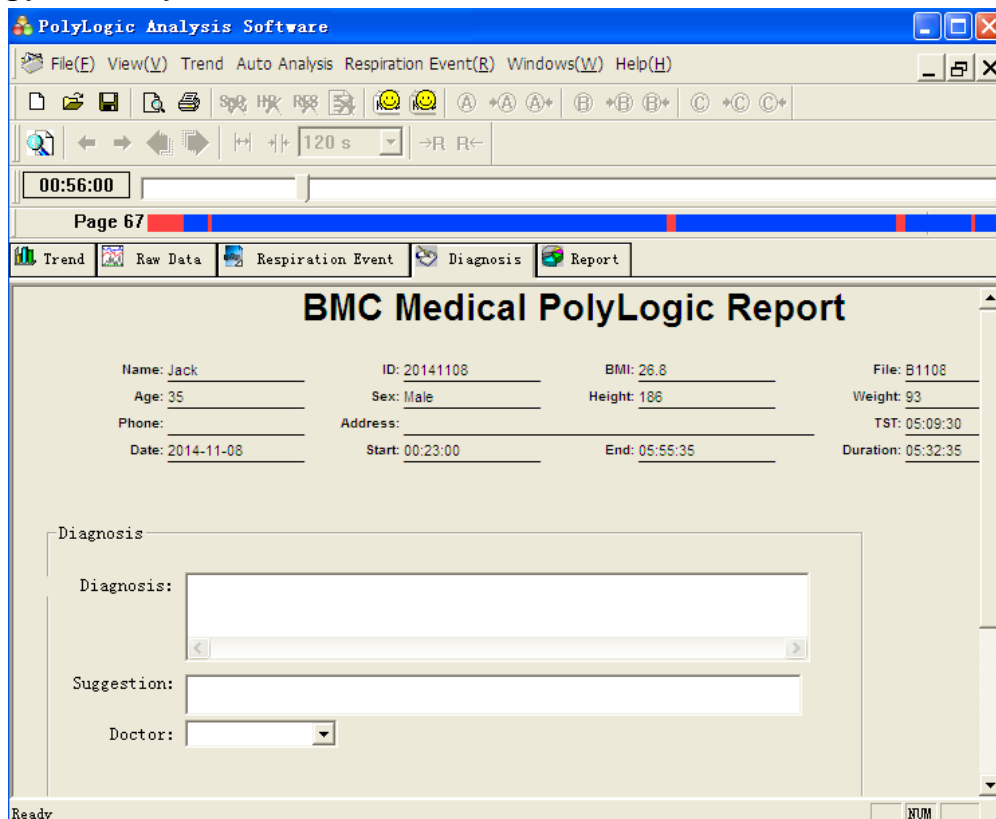 PolyLogic Analysis Software
File(F) View(V) Trend Auto Analysis Respiration Event(R) Windows(W) Help(H)
A A A B B B C C C
120 s →R R←
00:56:00
Page 67
Trend Raw Data Respiration Event Diagnosis Report
BMC Medical PolyLogic Report
Name: Jack ID: 20141108 BMI: 26.8 File: B1108
Age: 35 Sex: Male Height: 186 Weight: 93
Phone: Address: TST: 05:09:30
Date: 2014-11-08 Start: 00:23:00 End: 05:55:35 Duration: 05:32:35
Diagnosis
Diagnosis:
Suggestion:
Doctor:
Ready NUM